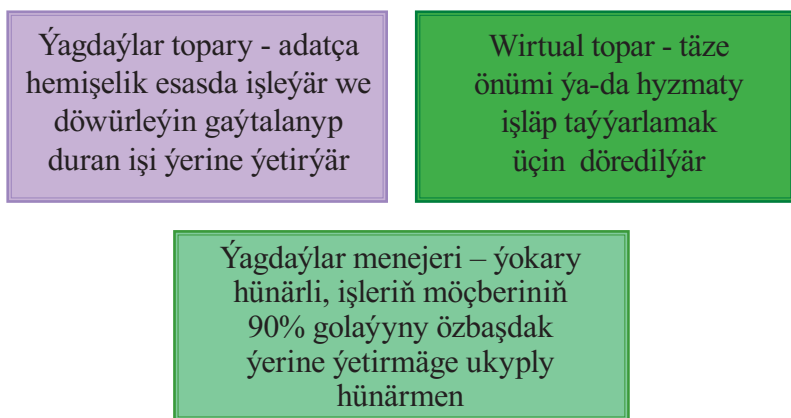 Ýagdaýlar topary - adatça
hemişelik esasda işleýär we
döwürleýin gaýtalanyp
duran işi ýerine ýetirýär
Wirtual topar - täze
önümi ýa-da hyzmaty
işläp taýýarlamak
üçin döredilýär
Ýagdaýlar menejeri – ýokary
hünärli, işleriň möçberiniň
90% golaýyny özbaşdak
ýerine ýetirmäge ukyply
hünärmen